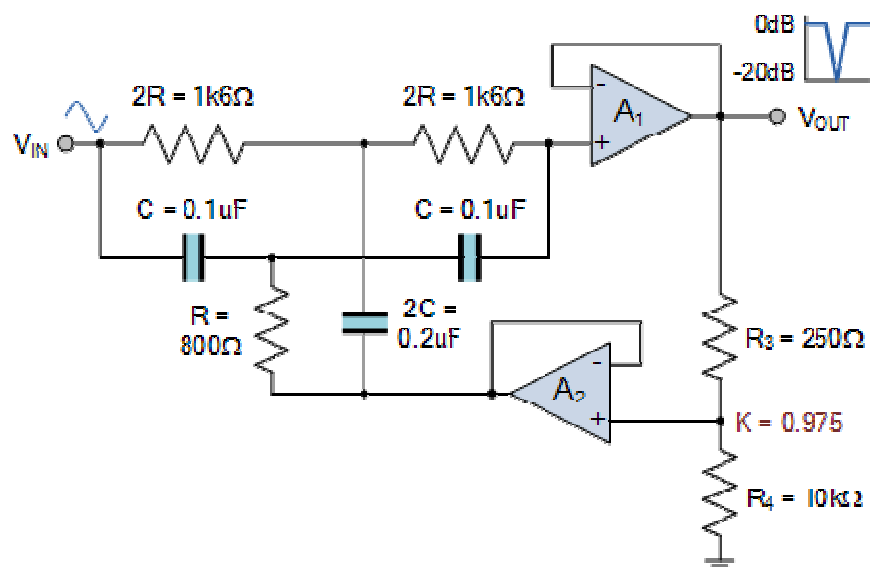 0dB
-20dB
2R = 1k6Ω
2R = 1k6Ω
-
A₁
+
VIN
VOUT
C = 0.1uF
C = 0.1uF
R =
800Ω
2C =
0.2uF
R₃ = 250Ω
-
A₂
+
K = 0.975
R₄ = 10kΩ